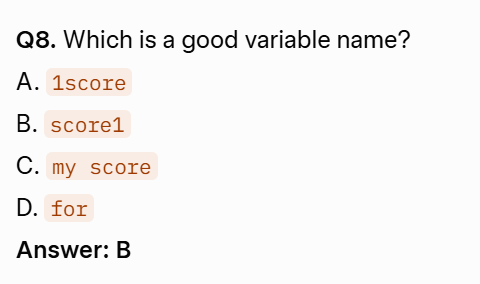 Q8. Which is a good variable name?
A. 1score
B. score1
C. my score
D. for
Answer: B